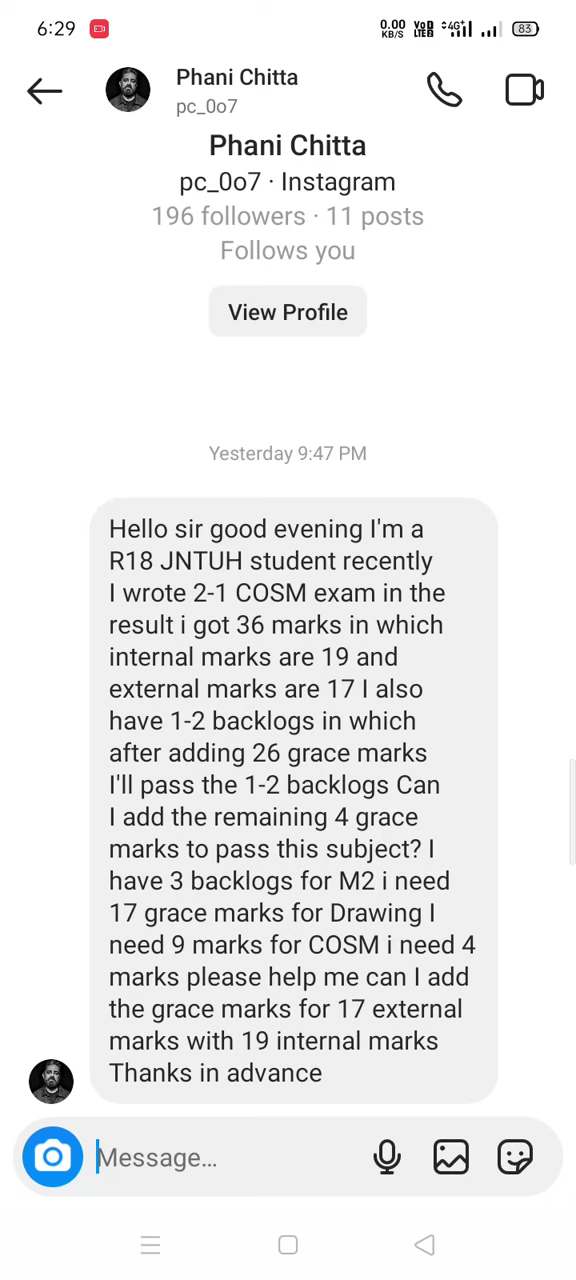 6:29
0.00 KB/S VoD LTE2 4G+ 83
Phani Chitta
pc_0o7
Phani Chitta
pc_0o7 · Instagram
196 followers · 11 posts
Follows you
View Profile
Yesterday 9:47 PM
Hello sir good evening I'm a
R18 JNTUH student recently
I wrote 2-1 COSM exam in the
result i got 36 marks in which
internal marks are 19 and
external marks are 17 I also
have 1-2 backlogs in which
after adding 26 grace marks
I'll pass the 1-2 backlogs Can
I add the remaining 4 grace
marks to pass this subject? I
have 3 backlogs for M2 i need
17 grace marks for Drawing I
need 9 marks for COSM i need 4
marks please help me can I add
the grace marks for 17 external
marks with 19 internal marks
Thanks in advance
Message...